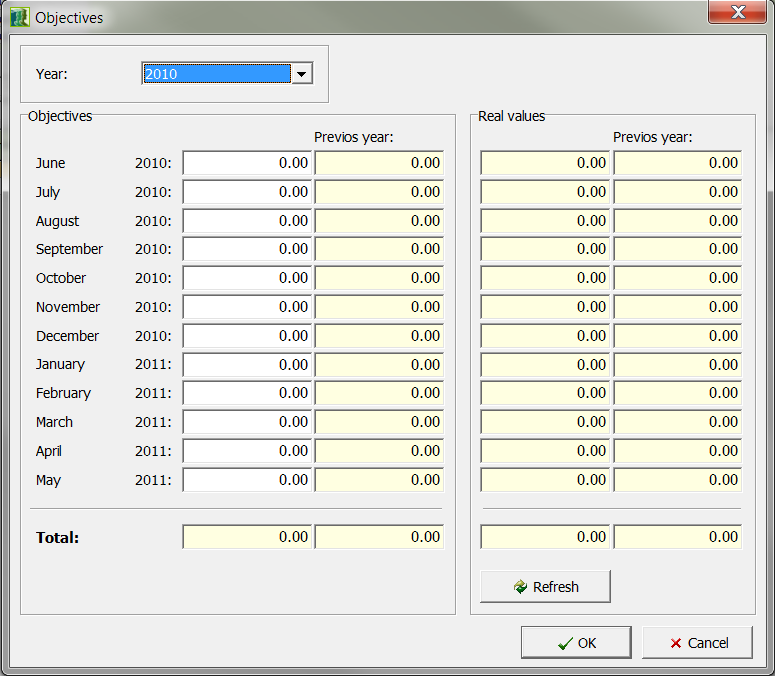 Objectives
Year: 2010
Objectives Real values
Previos year: Previos year:
June 2010: 0.00 0.00 0.00 0.00
July 2010: 0.00 0.00 0.00 0.00
August 2010: 0.00 0.00 0.00 0.00
September 2010: 0.00 0.00 0.00 0.00
October 2010: 0.00 0.00 0.00 0.00
November 2010: 0.00 0.00 0.00 0.00
December 2010: 0.00 0.00 0.00 0.00
January 2011: 0.00 0.00 0.00 0.00
February 2011: 0.00 0.00 0.00 0.00
March 2011: 0.00 0.00 0.00 0.00
April 2011: 0.00 0.00 0.00 0.00
May 2011: 0.00 0.00 0.00 0.00
Total: 0.00 0.00 0.00 0.00
Refresh
OK Cancel